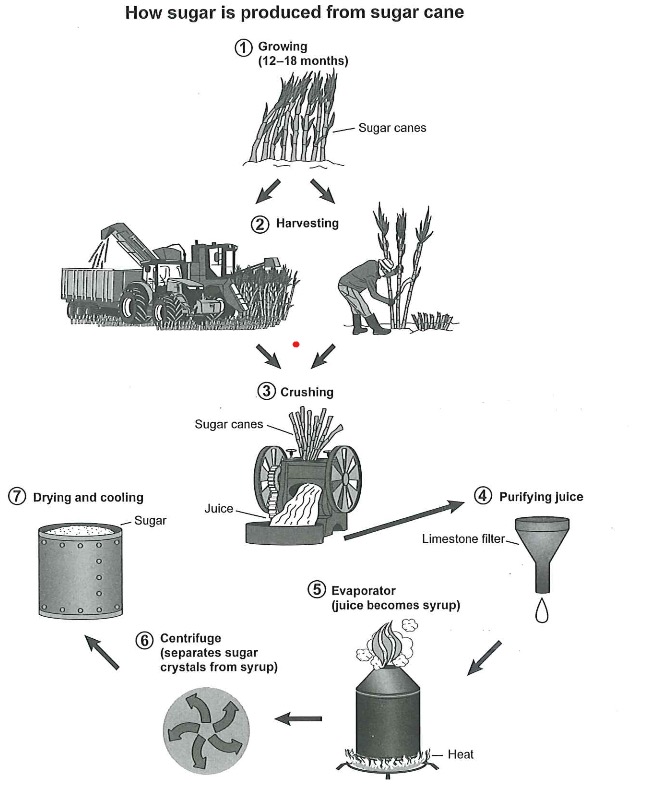 How sugar is produced from sugar cane
1 Growing
(12–18 months)
Sugar canes
2 Harvesting
3 Crushing
Sugar canes
Juice
4 Purifying juice
Limestone filter
5 Evaporator
(juice becomes syrup)
Heat
6 Centrifuge
(separates sugar
crystals from syrup)
7 Drying and cooling
Sugar